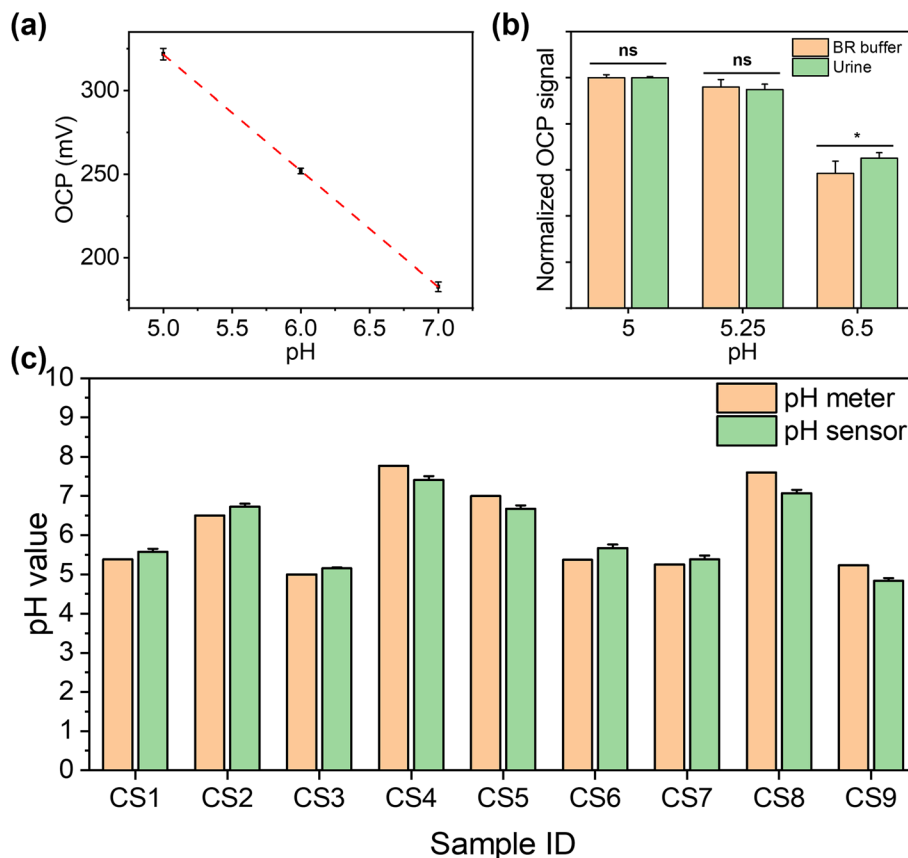 (a)
OCP (mV)
300
250
200
5.0 5.5 6.0 6.5 7.0
pH
(b)
Normalized OCP signal
BR buffer
Urine
ns
ns
*
5 5.25 6.5
pH
(c)
pH value
10
9
8
7
6
5
4
3
2
1
0
pH meter
pH sensor
CS1 CS2 CS3 CS4 CS5 CS6 CS7 CS8 CS9
Sample ID